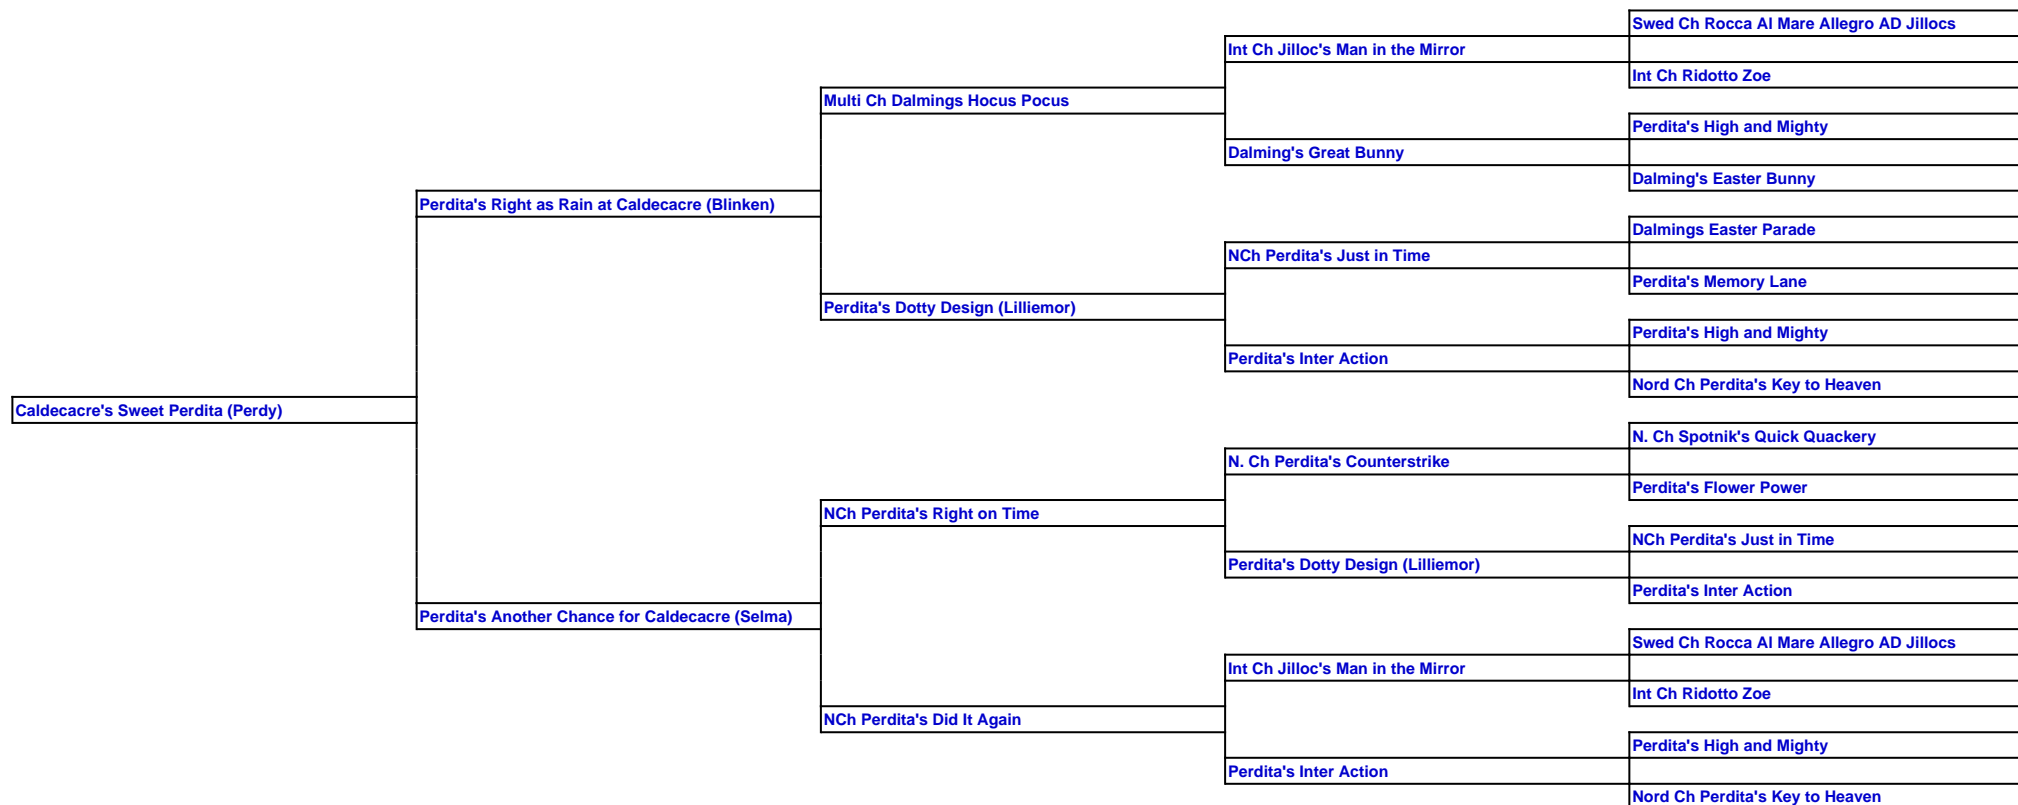 Swed Ch Rocca Al Mare Allegro AD Jillocs
Int Ch Jilloc's Man in the Mirror
Int Ch Ridotto Zoe
Multi Ch Dalmings Hocus Pocus
Perdita's High and Mighty
Dalming's Great Bunny
Dalming's Easter Bunny
Perdita's Right as Rain at Caldecacre (Blinken)
Dalmings Easter Parade
NCh Perdita's Just in Time
Perdita's Memory Lane
Perdita's Dotty Design (Lilliemor)
Perdita's High and Mighty
Perdita's Inter Action
Nord Ch Perdita's Key to Heaven
Caldecacre's Sweet Perdita (Perdy)
N. Ch Spotnik's Quick Quackery
N. Ch Perdita's Counterstrike
Perdita's Flower Power
NCh Perdita's Right on Time
NCh Perdita's Just in Time
Perdita's Dotty Design (Lilliemor)
Perdita's Inter Action
Perdita's Another Chance for Caldecacre (Selma)
Swed Ch Rocca Al Mare Allegro AD Jillocs
Int Ch Jilloc's Man in the Mirror
Int Ch Ridotto Zoe
NCh Perdita's Did It Again
Perdita's High and Mighty
Perdita's Inter Action
Nord Ch Perdita's Key to Heaven